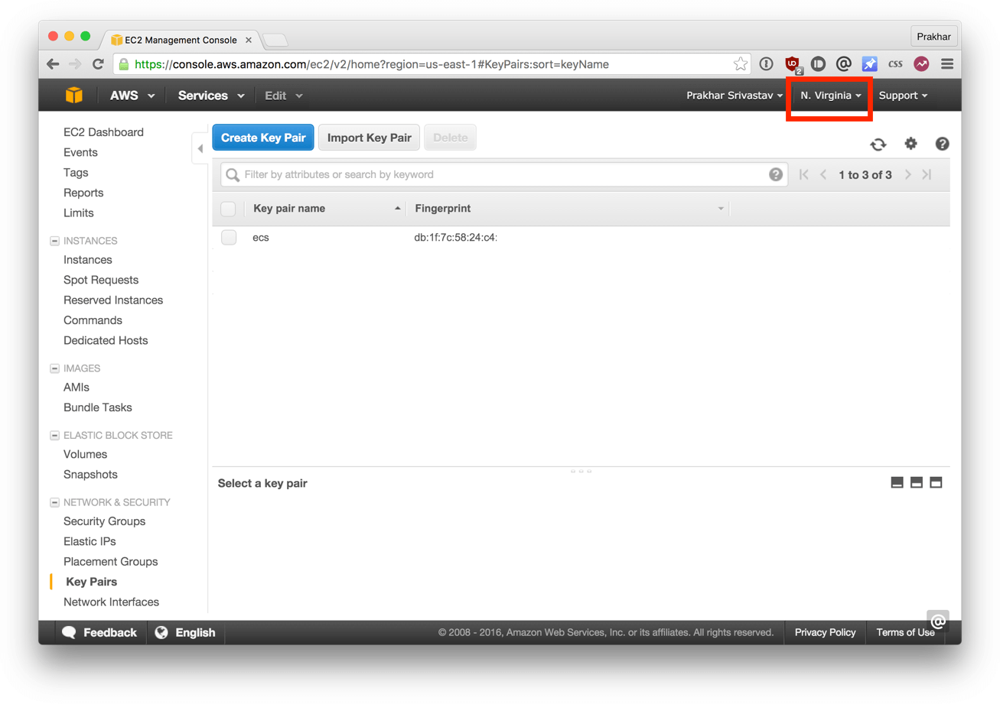 EC2 Management Console
Prakhar
https://console.aws.amazon.com/ec2/v2/home?region=us-east-1#KeyPairs:sort=keyName
2
css
AWS Services Edit Prakhar Srivastav N. Virginia Support
EC2 Dashboard
Events
Tags
Reports
Limits
INSTANCES
Instances
Spot Requests
Reserved Instances
Commands
Dedicated Hosts
IMAGES
AMIs
Bundle Tasks
ELASTIC BLOCK STORE
Volumes
Snapshots
NETWORK & SECURITY
Security Groups
Elastic IPs
Placement Groups
Key Pairs
Network Interfaces
Create Key Pair Import Key Pair Delete
Filter by attributes or search by keyword
1 to 3 of 3
Key pair name Fingerprint
ecs db:1f:7c:58:24:c4:
Select a key pair
Feedback English © 2008 - 2016, Amazon Web Services, Inc. or its affiliates. All rights reserved. Privacy Policy Terms of Use
@